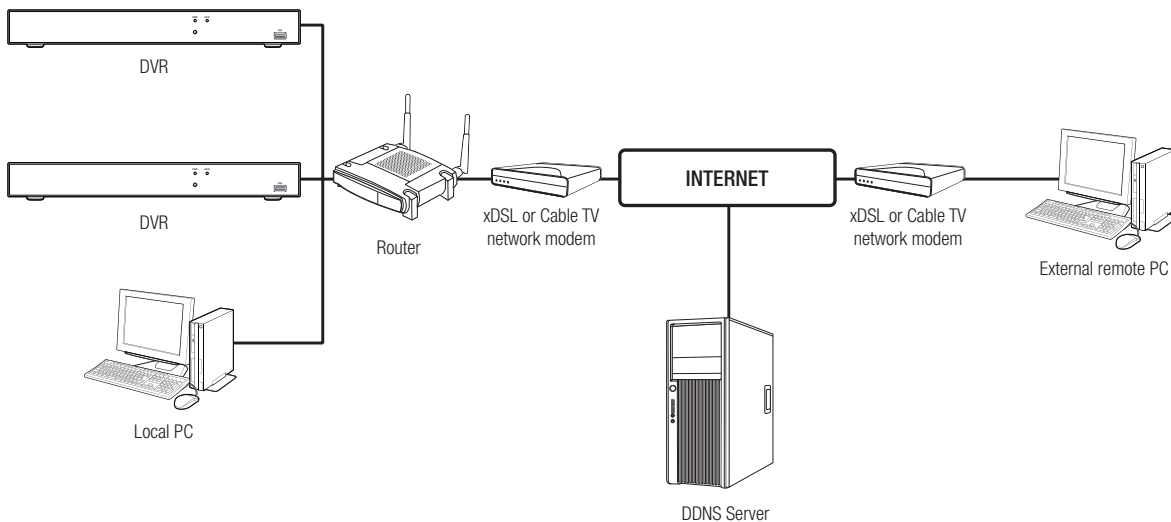 DVR
DVR
Router
Local PC
xDSL or Cable TV
network modem
INTERNET
DDNS Server
xDSL or Cable TV
network modem
External remote PC